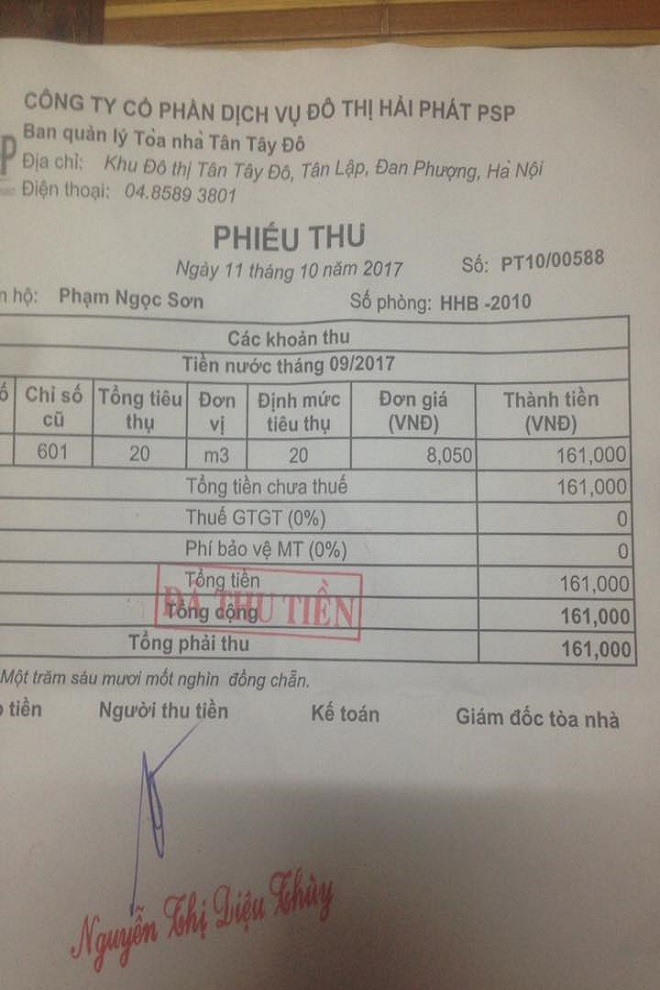 CÔNG TY CỔ PHẦN DỊCH VỤ ĐÔ THỊ HẢI PHÁT PSP
Ban quản lý Tòa nhà Tân Tây Đô
P
Địa chỉ: Khu Đô thị Tân Tây Đô, Tân Lập, Đan Phượng, Hà Nội
Điện thoại: 04.8589 3801
PHIẾU THU
Ngày 11 tháng 10 năm 2017 Số: PT10/00588
hộ: Phạm Ngọc Sơn Số phòng: HHB -2010
Các khoản thu
Tiền nước tháng 09/2017
ố Chỉ số cũ Tổng tiêu thụ Đơn vị Định mức tiêu thụ Đơn giá (VNĐ) Thành tiền (VNĐ)
601 20 m3 20 8,050 161,000
Tổng tiền chưa thuế 161,000
Thuế GTGT (0%) 0
Phí bảo vệ MT (0%) 0
Tổng tiền 161,000
ĐÃ THU TIỀN
Tổng cộng 161,000
Tổng phải thu 161,000
Một trăm sáu mươi mốt nghìn đồng chẵn.
tiền Người thu tiền Kế toán Giám đốc tòa nhà
Nguyễn Thị Diệu Thùy